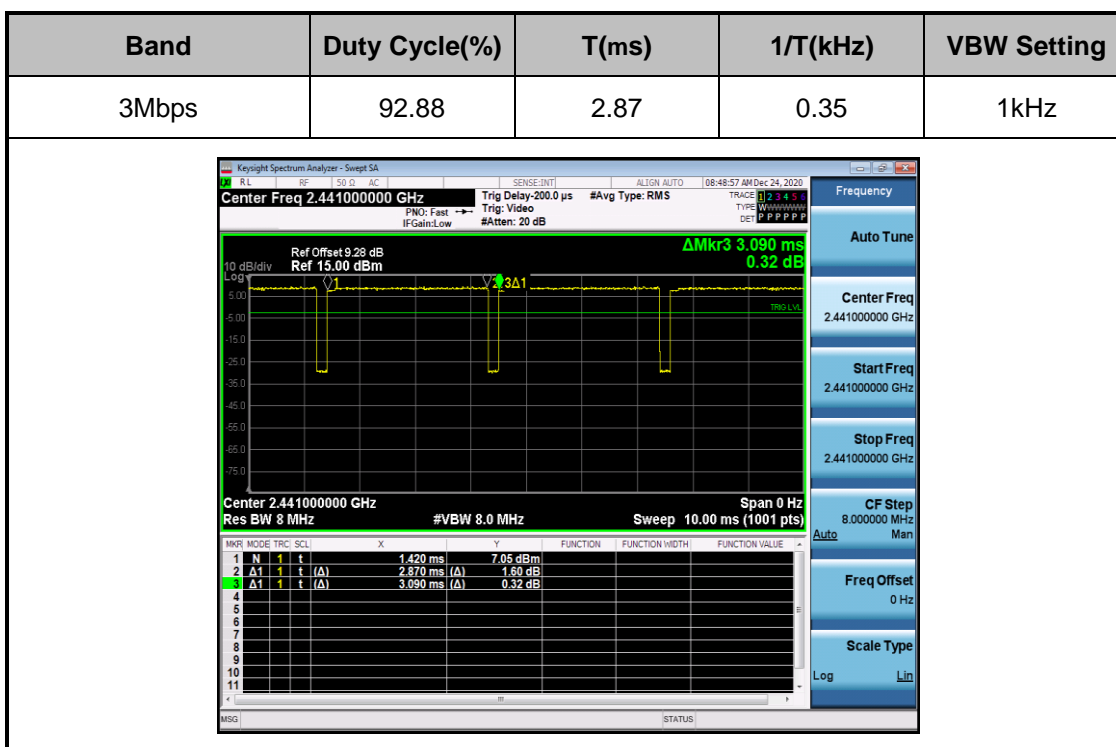 Band Duty Cycle(%) T(ms) 1/T(kHz) VBW Setting
3Mbps 92.88 2.87 0.35 1kHz
Keysight Spectrum Analyzer - Swept SA
RL RF 50 Ω AC SENSE:INT ALIGN AUTO 08:48:57 AM Dec 24, 2020
Center Freq 2.441000000 GHz
PNO: Fast
IFGain:Low
Trig Delay-200.0 µs
Trig: Video
#Atten: 20 dB
#Avg Type: RMS
TRACE 1 2 3 4 5 6
TYPE WWWWWW
DET P P P P P P
Frequency
Ref Offset 9.28 dB
10 dB/div Ref 15.00 dBm
Log
ΔMkr3 3.090 ms
0.32 dB
1
2 3Δ1
TRIG LVL
5.00
-5.00
-15.0
-25.0
-35.0
-45.0
-55.0
-65.0
-75.0
Center 2.441000000 GHz Span 0 Hz
Res BW 8 MHz #VBW 8.0 MHz Sweep 10.00 ms (1001 pts)
MKR MODE TRC SCL X Y FUNCTION FUNCTION WIDTH FUNCTION VALUE
1 N 1 t 1.420 ms 7.05 dBm
2 Δ1 1 t (Δ) 2.870 ms (Δ) 1.60 dB
3 Δ1 1 t (Δ) 3.090 ms (Δ) 0.32 dB
4
5
6
7
8
9
10
11
MSG STATUS
Auto Tune
Center Freq
2.441000000 GHz
Start Freq
2.441000000 GHz
Stop Freq
2.441000000 GHz
CF Step
8.000000 MHz
Auto Man
Freq Offset
0 Hz
Scale Type
Log Lin